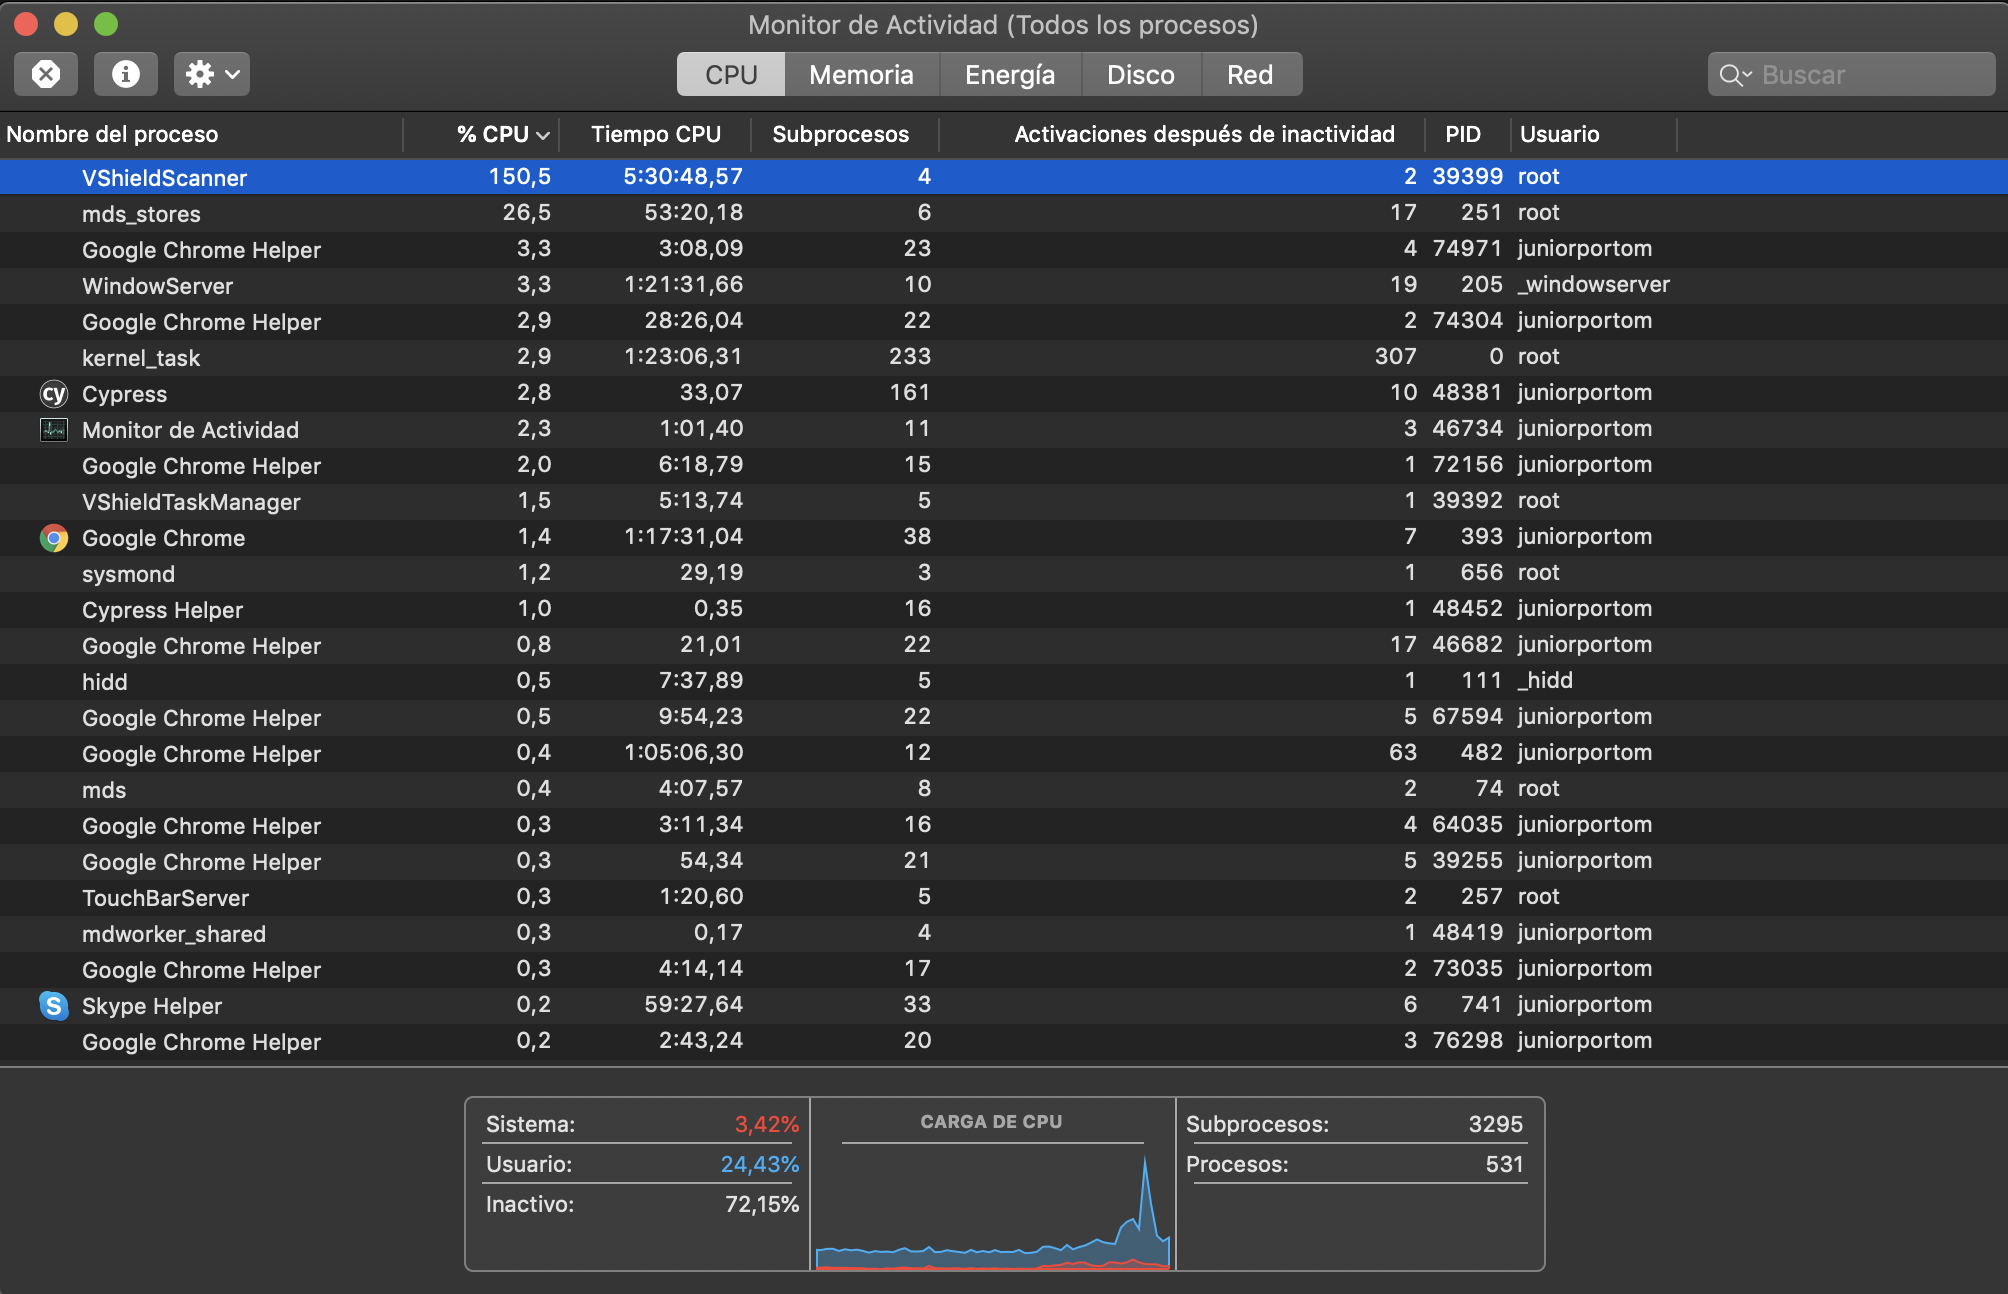 Monitor de Actividad (Todos los procesos)
CPU Memoria Energía Disco Red Buscar
Nombre del proceso % CPU Tiempo CPU Subprocesos Activaciones después de inactividad PID Usuario
VShieldScanner 150,5 5:30:48,57 4 2 39399 root
mds_stores 26,5 53:20,18 6 17 251 root
Google Chrome Helper 3,3 3:08,09 23 4 74971 juniorportom
WindowServer 3,3 1:21:31,66 10 19 205 _windowserver
Google Chrome Helper 2,9 28:26,04 22 2 74304 juniorportom
kernel_task 2,9 1:23:06,31 233 307 0 root
cy Cypress 2,8 33,07 161 10 48381 juniorportom
Monitor de Actividad 2,3 1:01,40 11 3 46734 juniorportom
Google Chrome Helper 2,0 6:18,79 15 1 72156 juniorportom
VShieldTaskManager 1,5 5:13,74 5 1 39392 root
Google Chrome 1,4 1:17:31,04 38 7 393 juniorportom
sysmond 1,2 29,19 3 1 656 root
Cypress Helper 1,0 0,35 16 1 48452 juniorportom
Google Chrome Helper 0,8 21,01 22 17 46682 juniorportom
hidd 0,5 7:37,89 5 1 111 _hidd
Google Chrome Helper 0,5 9:54,23 22 5 67594 juniorportom
Google Chrome Helper 0,4 1:05:06,30 12 63 482 juniorportom
mds 0,4 4:07,57 8 2 74 root
Google Chrome Helper 0,3 3:11,34 16 4 64035 juniorportom
Google Chrome Helper 0,3 54,34 21 5 39255 juniorportom
TouchBarServer 0,3 1:20,60 5 2 257 root
mdworker_shared 0,3 0,17 4 1 48419 juniorportom
Google Chrome Helper 0,3 4:14,14 17 2 73035 juniorportom
S Skype Helper 0,2 59:27,64 33 6 741 juniorportom
Google Chrome Helper 0,2 2:43,24 20 3 76298 juniorportom
Sistema: 3,42%
Usuario: 24,43%
Inactivo: 72,15%
CARGA DE CPU
Subprocesos: 3295
Procesos: 531